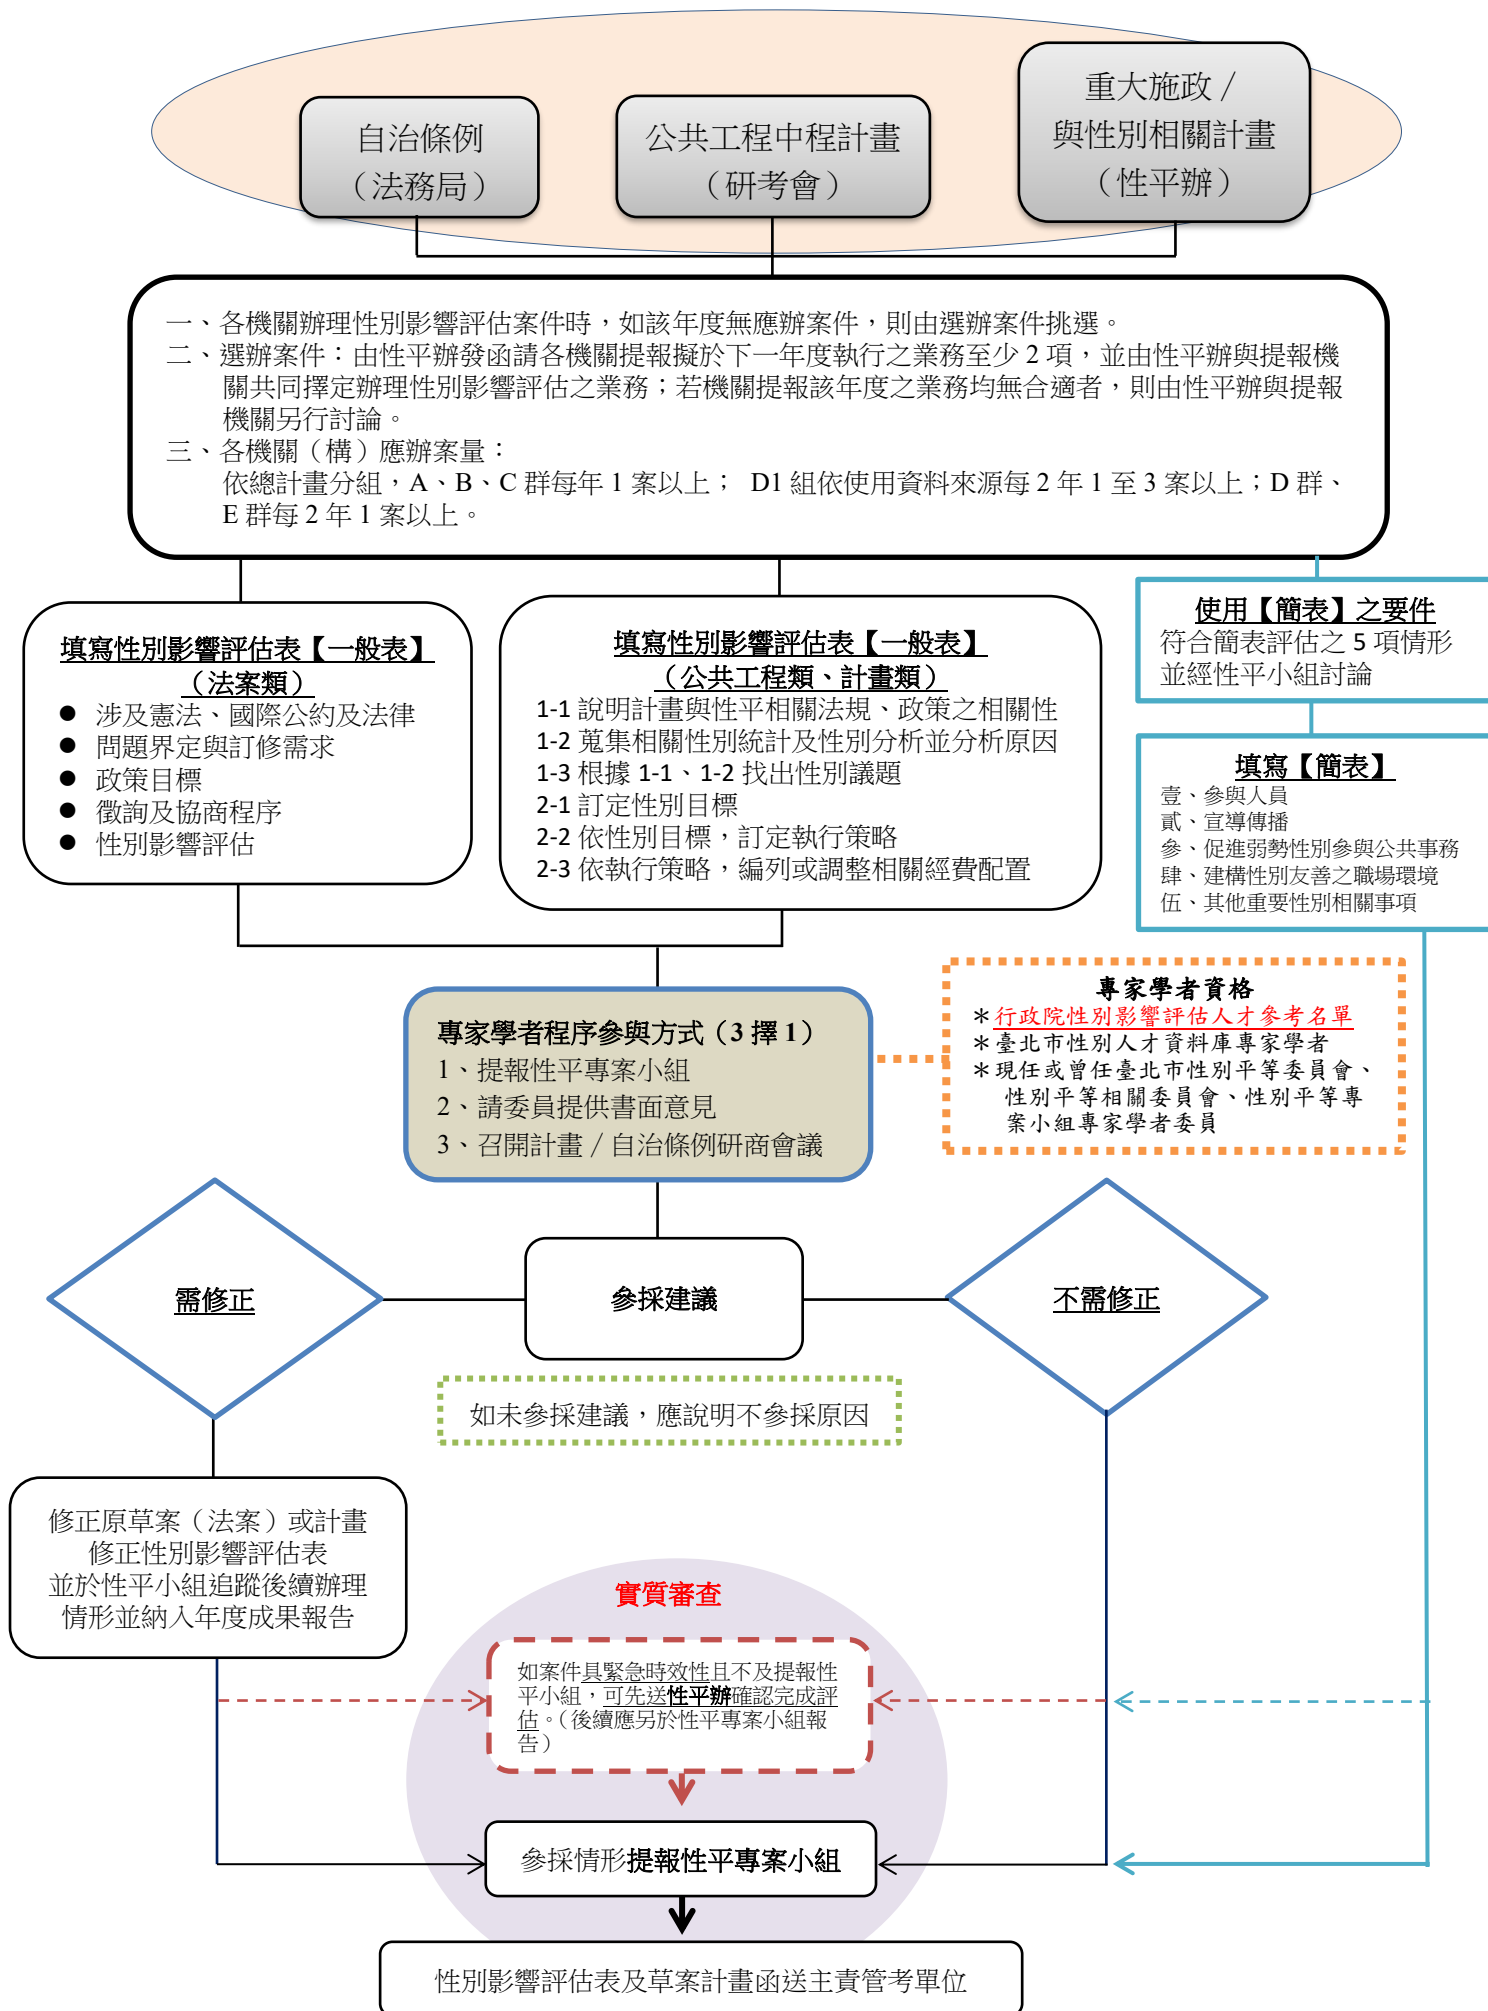 自治條例
（法務局）
公共工程中程計畫
（研考會）
重大施政／
與性別相關計畫
（性平辦）
一、各機關辦理性別影響評估案件時，如該年度無應辦案件，則由選辦案件挑選。
二、選辦案件：由性平辦發函請各機關提報擬於下一年度執行之業務至少 2 項，並由性平辦與提報機
關共同擇定辦理性別影響評估之業務；若機關提報該年度之業務均無合適者，則由性平辦與提報
機關另行討論。
三、各機關（構）應辦案量：
依總計畫分組，A、B、C 群每年 1 案以上； D1 組依使用資料來源每 2 年 1 至 3 案以上；D 群、
E 群每 2 年 1 案以上。
填寫性別影響評估表【一般表】
（法案類）
● 涉及憲法、國際公約及法律
● 問題界定與訂修需求
● 政策目標
● 徵詢及協商程序
● 性別影響評估
填寫性別影響評估表【一般表】
（公共工程類、計畫類）
1-1 說明計畫與性平相關法規、政策之相關性
1-2 蒐集相關性別統計及性別分析並分析原因
1-3 根據 1-1、1-2 找出性別議題
2-1 訂定性別目標
2-2 依性別目標，訂定執行策略
2-3 依執行策略，編列或調整相關經費配置
使用【簡表】之要件
符合簡表評估之 5 項情形
並經性平小組討論
填寫【簡表】
壹、參與人員
貳、宣導傳播
參、促進弱勢性別參與公共事務
肆、建構性別友善之職場環境
伍、其他重要性別相關事項
專家學者程序參與方式（3 擇 1）
1、提報性平專案小組
2、請委員提供書面意見
3、召開計畫／自治條例研商會議
專家學者資格
＊行政院性別影響評估人才參考名單
＊臺北市性別人才資料庫專家學者
＊現任或曾任臺北市性別平等委員會、
性別平等相關委員會、性別平等專
案小組專家學者委員
需修正
參採建議
不需修正
如未參採建議，應說明不參採原因
修正原草案（法案）或計畫
修正性別影響評估表
並於性平小組追蹤後續辦理
情形並納入年度成果報告
實質審查
如案件具緊急時效性且不及提報性
平小組，可先送性平辦確認完成評
估。（後續應另於性平專案小組報
告）
參採情形提報性平專案小組
性別影響評估表及草案計畫函送主責管考單位